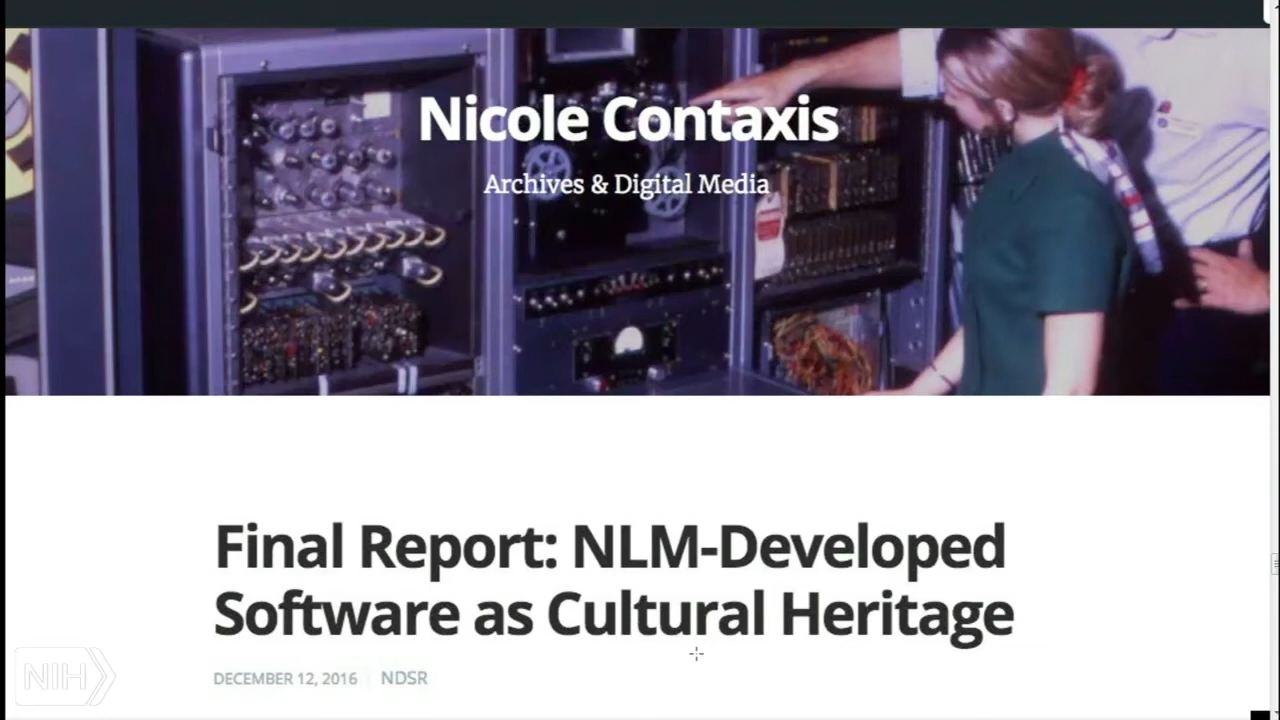 Nicole Contaxis
Archives & Digital Media
Final Report: NLM-Developed
Software as Cultural Heritage
DECEMBER 12, 2016 NDSR
NIH